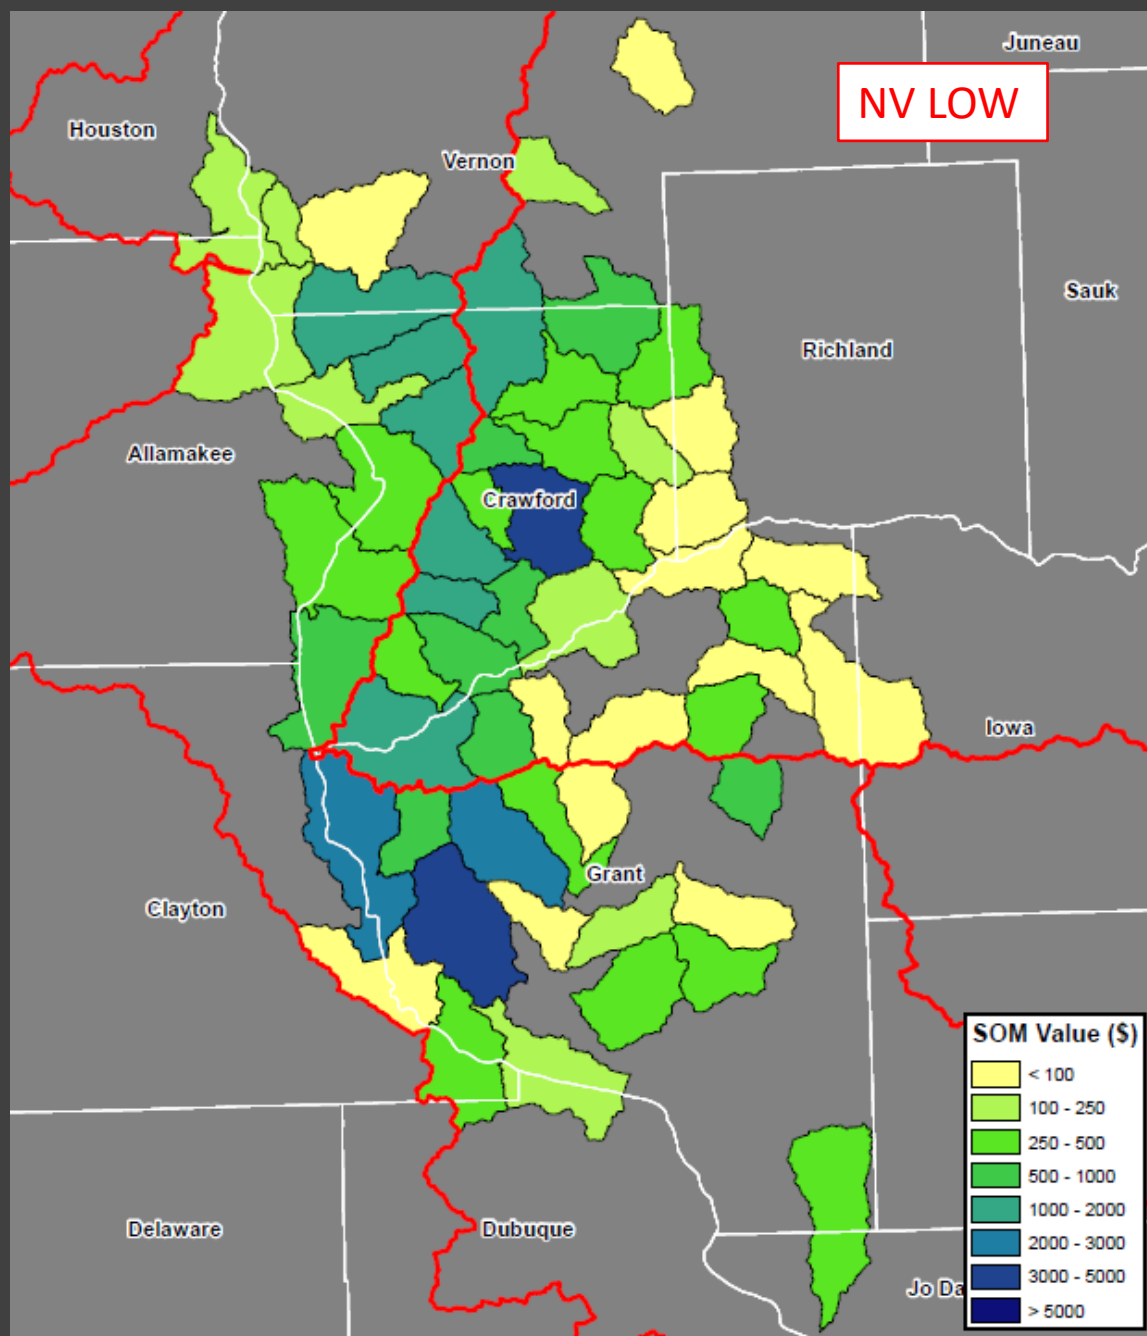 Juneau
NV LOW
Houston
Vernon
Sauk
Richland
Allamakee
Crawford
Iowa
Grant
Clayton
SOM Value ($)
< 100
100 - 250
250 - 500
500 - 1000
1000 - 2000
2000 - 3000
3000 - 5000
> 5000
Delaware
Dubuque
Jo Da